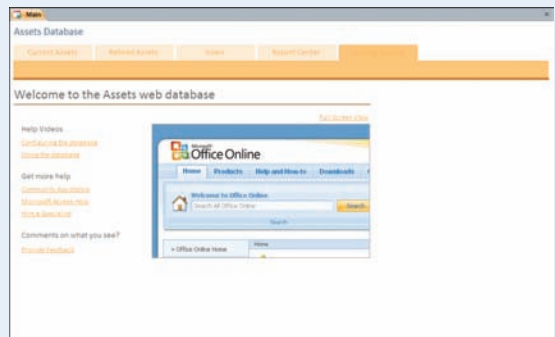 Main
Assets Database
Current Assets Retired Assets Users Report Center
Welcome to the Assets web database
Full Screen View
Help Videos
Configuring the database
Using the database
Get more help
Community Assistance
Microsoft Access Help
Hire a Specialist
Comments on what you see?
Provide feedback
Microsoft
Office Online
Home Products Help and How-to Downloads
Welcome to Office Online
Search All Office Online Search
Search
» Office Online Home
Home